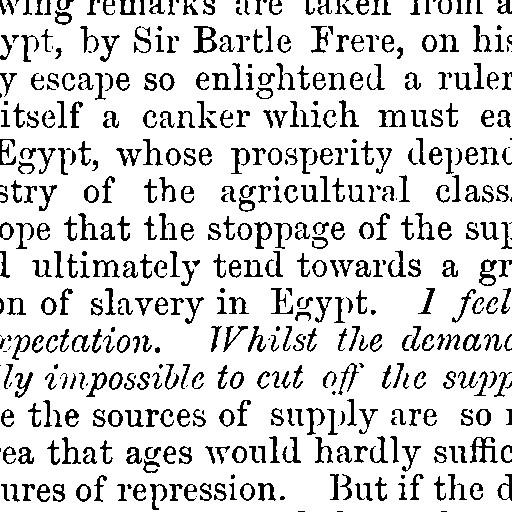 wing remarks are taken from a
ypt, by Sir Bartle Frere, on his
y escape so enlightened a ruler
itself a canker which must ea
Egypt, whose prosperity depend
stry of the agricultural class
ope that the stoppage of the sup
l ultimately tend towards a gr
on of slavery in Egypt. I feel
xpectation. Whilst the demand
lly impossible to cut off the supp
e the sources of supply are so
rea that ages would hardly suffic
ures of repression. But if the d